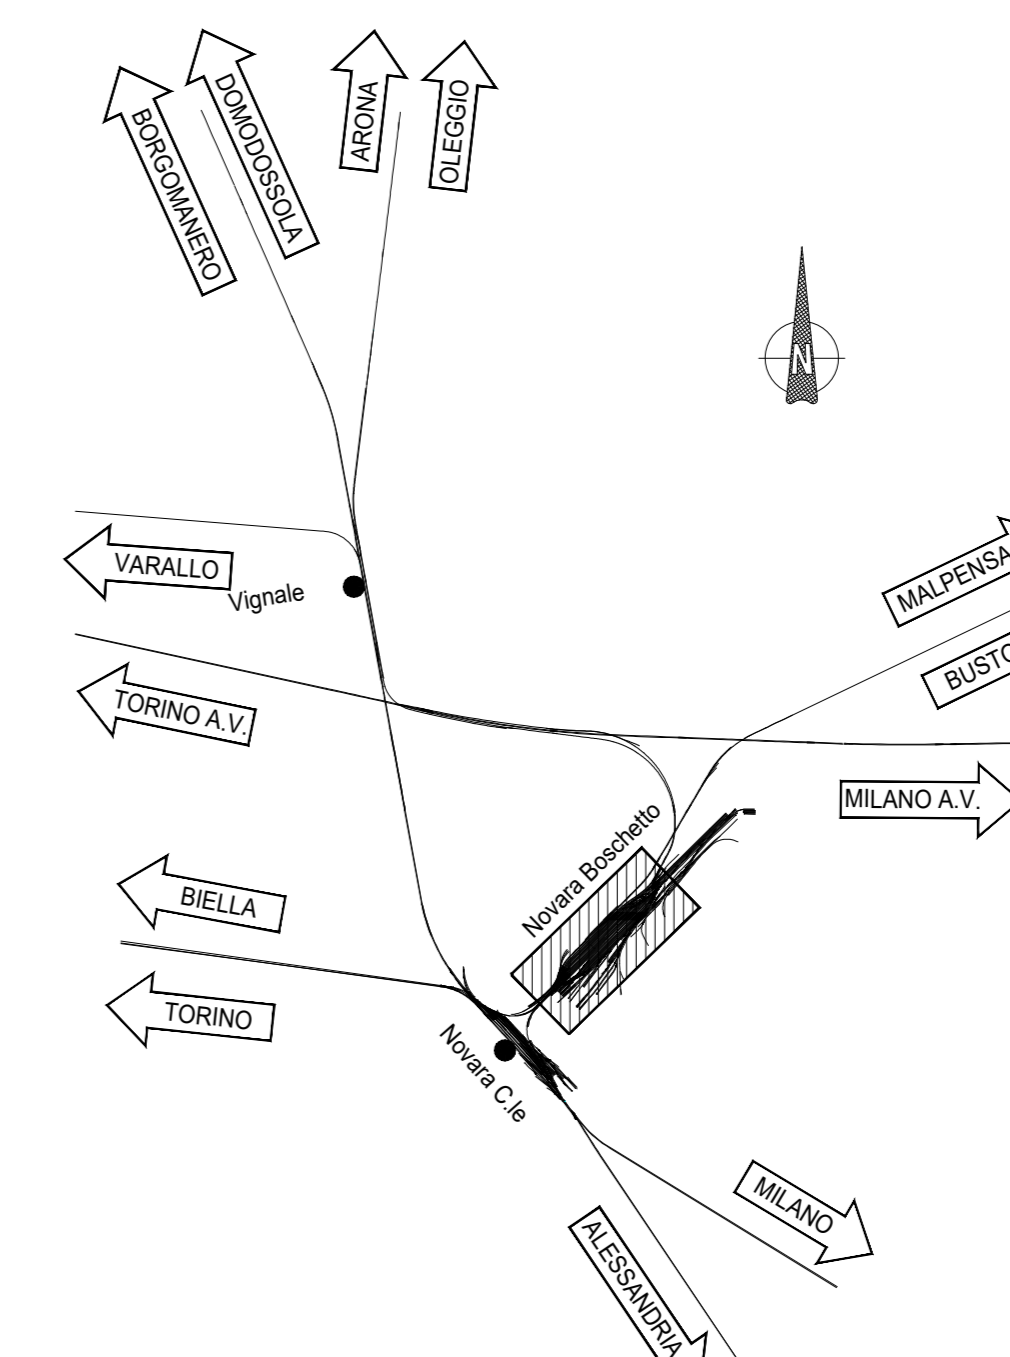 DOMODOSSOLA
BORGOMANERO
ARONA
OLEGGIO
N
VARALLO
Vignale
MALPENSA
BUSTO
TORINO A.V.
MILANO A.V.
Novara Boschetto
BIELLA
TORINO
Novara C.le
MILANO
ALESSANDRIA